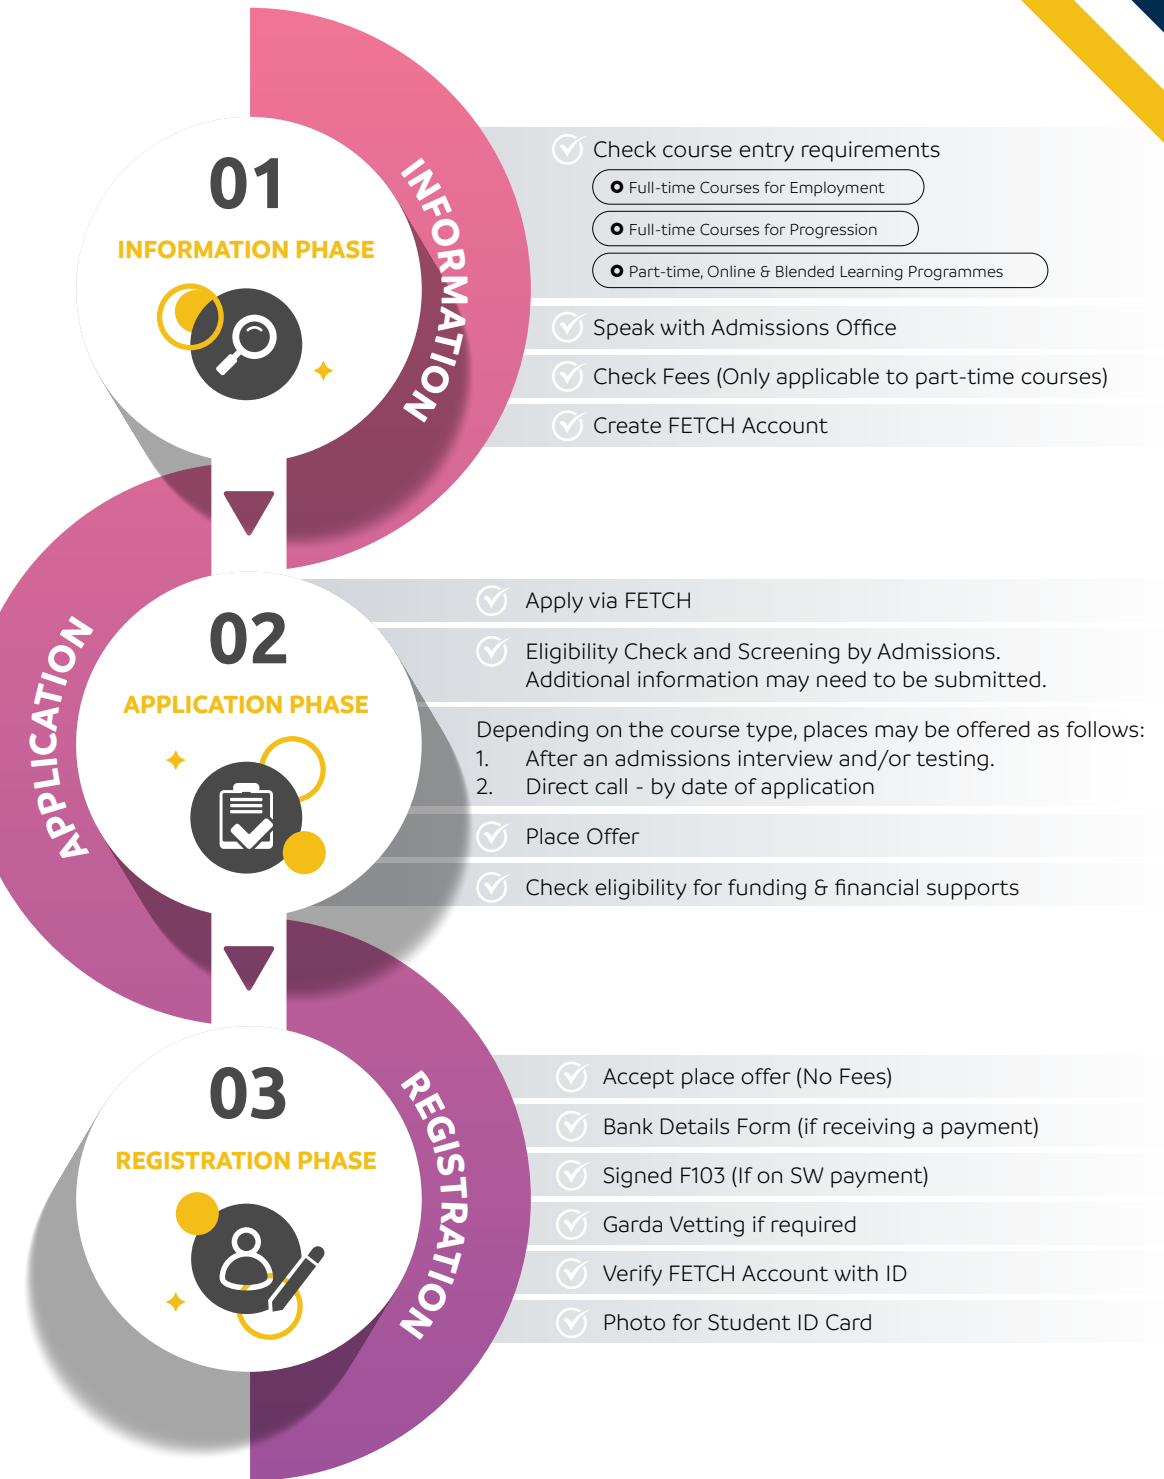 01
INFORMATION PHASE
INFORMATION
Check course entry requirements
Full-time Courses for Employment
Full-time Courses for Progression
Part-time, Online & Blended Learning Programmes
Speak with Admissions Office
Check Fees (Only applicable to part-time courses)
Create FETCH Account
02
APPLICATION PHASE
APPLICATION
Apply via FETCH
Eligibility Check and Screening by Admissions.
Additional information may need to be submitted.
Depending on the course type, places may be offered as follows:
1. After an admissions interview and/or testing.
2. Direct call - by date of application
Place Offer
Check eligibility for funding & financial supports
03
REGISTRATION PHASE
REGISTRATION
Accept place offer (No Fees)
Bank Details Form (if receiving a payment)
Signed F103 (If on SW payment)
Garda Vetting if required
Verify FETCH Account with ID
Photo for Student ID Card